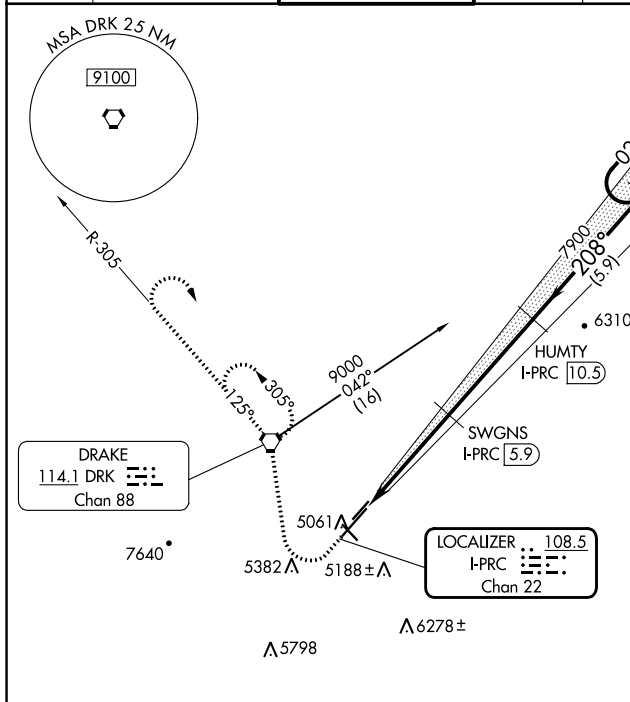 MSA DRK 25 NM
9100
R-305
7900
208°
(5.9)
6310
HUMTY
I-PRC 10.5
9000
042°
(16)
305°
125°
SWGNS
I-PRC 5.9
DRAKE
114.1 DRK
Chan 88
5061
LOCALIZER 108.5
I-PRC
Chan 22
7640
5382
5188±
6278±
5798